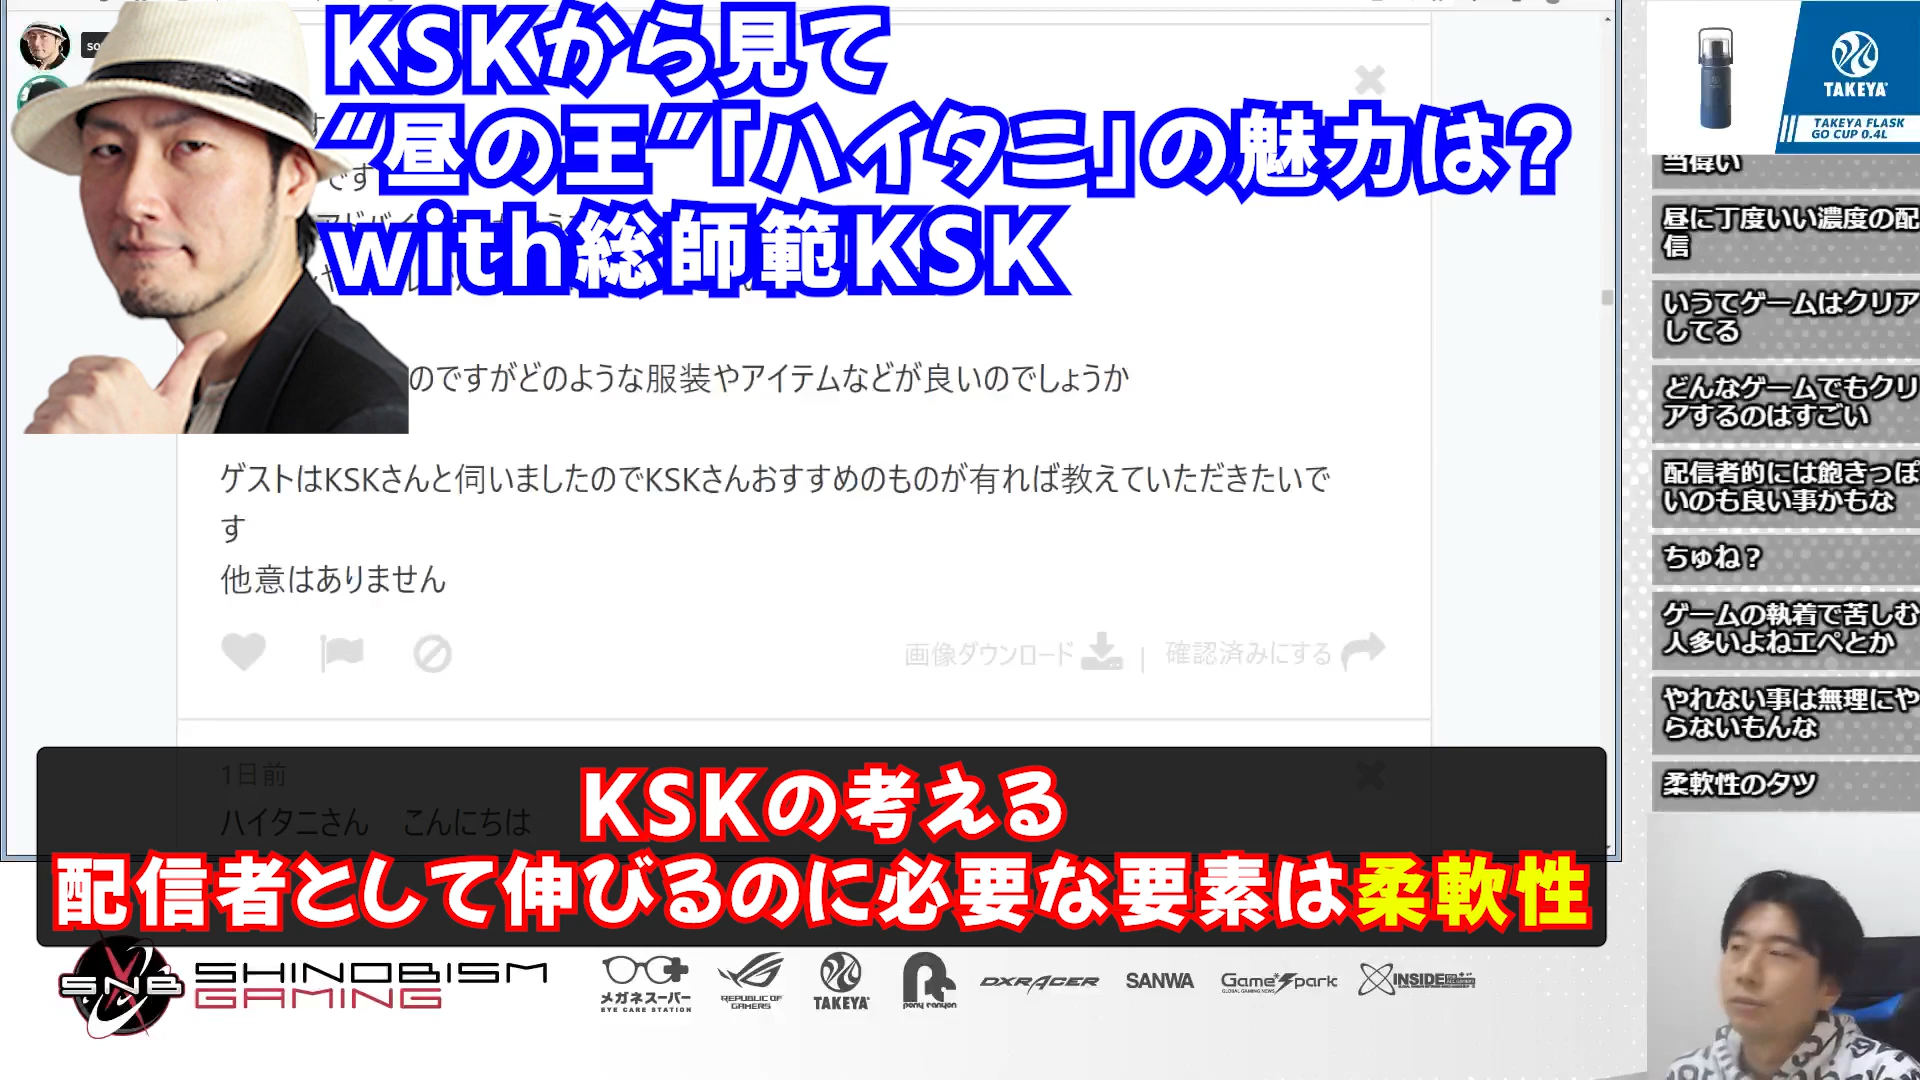 KSKから見て
"昼の王"「ハイタニ」の魅力は?
with総師範KSK
のですがどのような服装やアイテムなどが良いのでしょうか
ゲストはKSKさんと伺いましたのでKSKさんおすすめのものが有れば教えていただきたいで
す
他意はありません
画像ダウンロード | 確認済みにする
1日前
ハイタニさん こんにちは
KSKの考える
配信者として伸びるのに必要な要素は柔軟性
SNB SHINOBISM
GAMING
メガネスーパー
EYE CARE STATION
REPUBLIC OF
GAMERS
TAKEYA
pony canyon
DXRACER
SANWA
Game*Spark
INSIDE
TAKEYA
TAKEYA FLASK
GO CUP 0.4L
当偉い
昼に丁度いい濃度の配
信
いうてゲームはクリア
してる
どんなゲームでもクリ
アするのはすごい
配信者的には飽きっぽ
いのも良い事かもな
ちゅね?
ゲームの執着で苦しむ
人多いよねエペとか
やれない事は無理にや
らないもんな
柔軟性のタツ